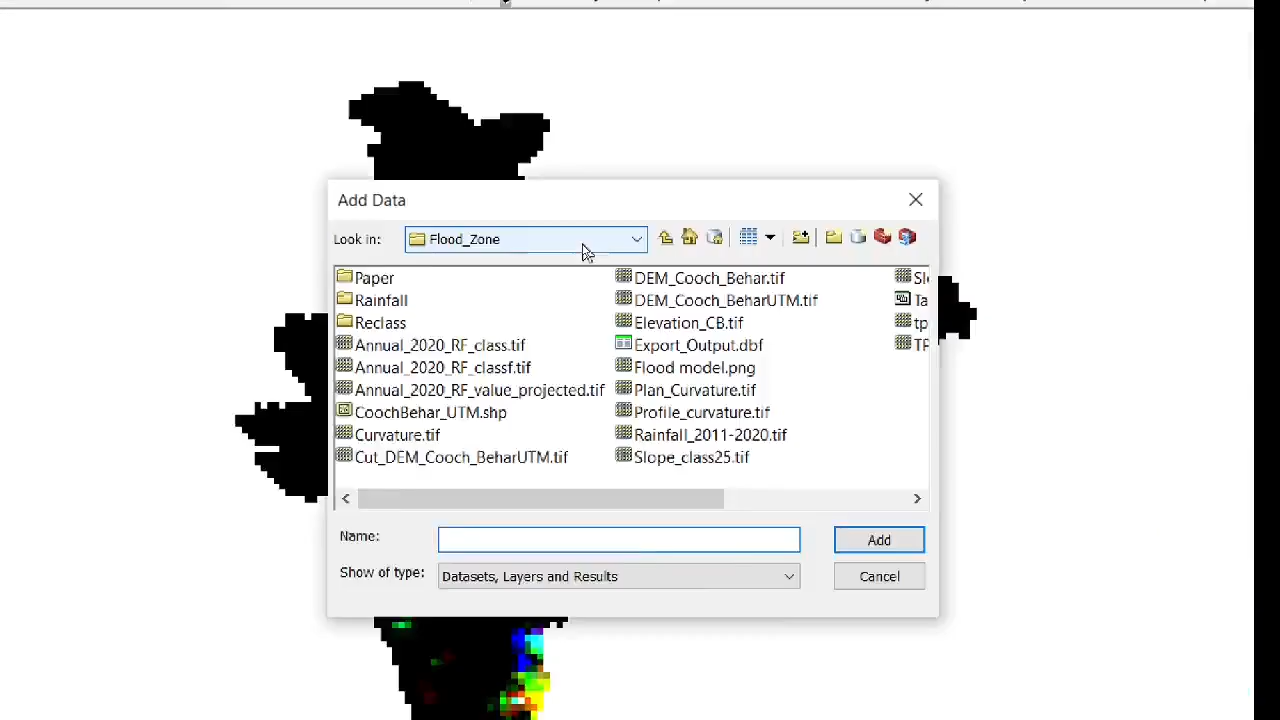 Add Data
Look in:
Flood_Zone
Paper
Rainfall
Reclass
Annual_2020_RF_class.tif
Annual_2020_RF_classf.tif
Annual_2020_RF_value_projected.tif
CoochBehar_UTM.shp
Curvature.tif
Cut_DEM_Cooch_BeharUTM.tif
DEM_Cooch_Behar.tif
DEM_Cooch_BeharUTM.tif
Elevation_CB.tif
Export_Output.dbf
Flood model.png
Plan_Curvature.tif
Profile_curvature.tif
Rainfall_2011-2020.tif
Slope_class25.tif
Ta
tp
Name:
Add
Show of type:
Datasets, Layers and Results
Cancel